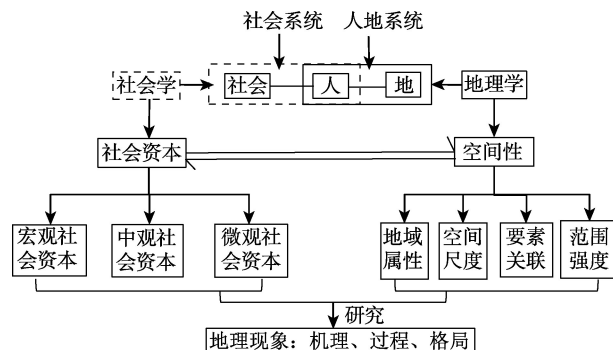 社会系统 人地系统
社会学 社会 人 地 地理学
社会资本 空间性
宏观社
会资本
中观社
会资本
微观社
会资本
地域
属性
空间
尺度
要素
关联
范围
强度
研究
地理现象：机理、过程、格局